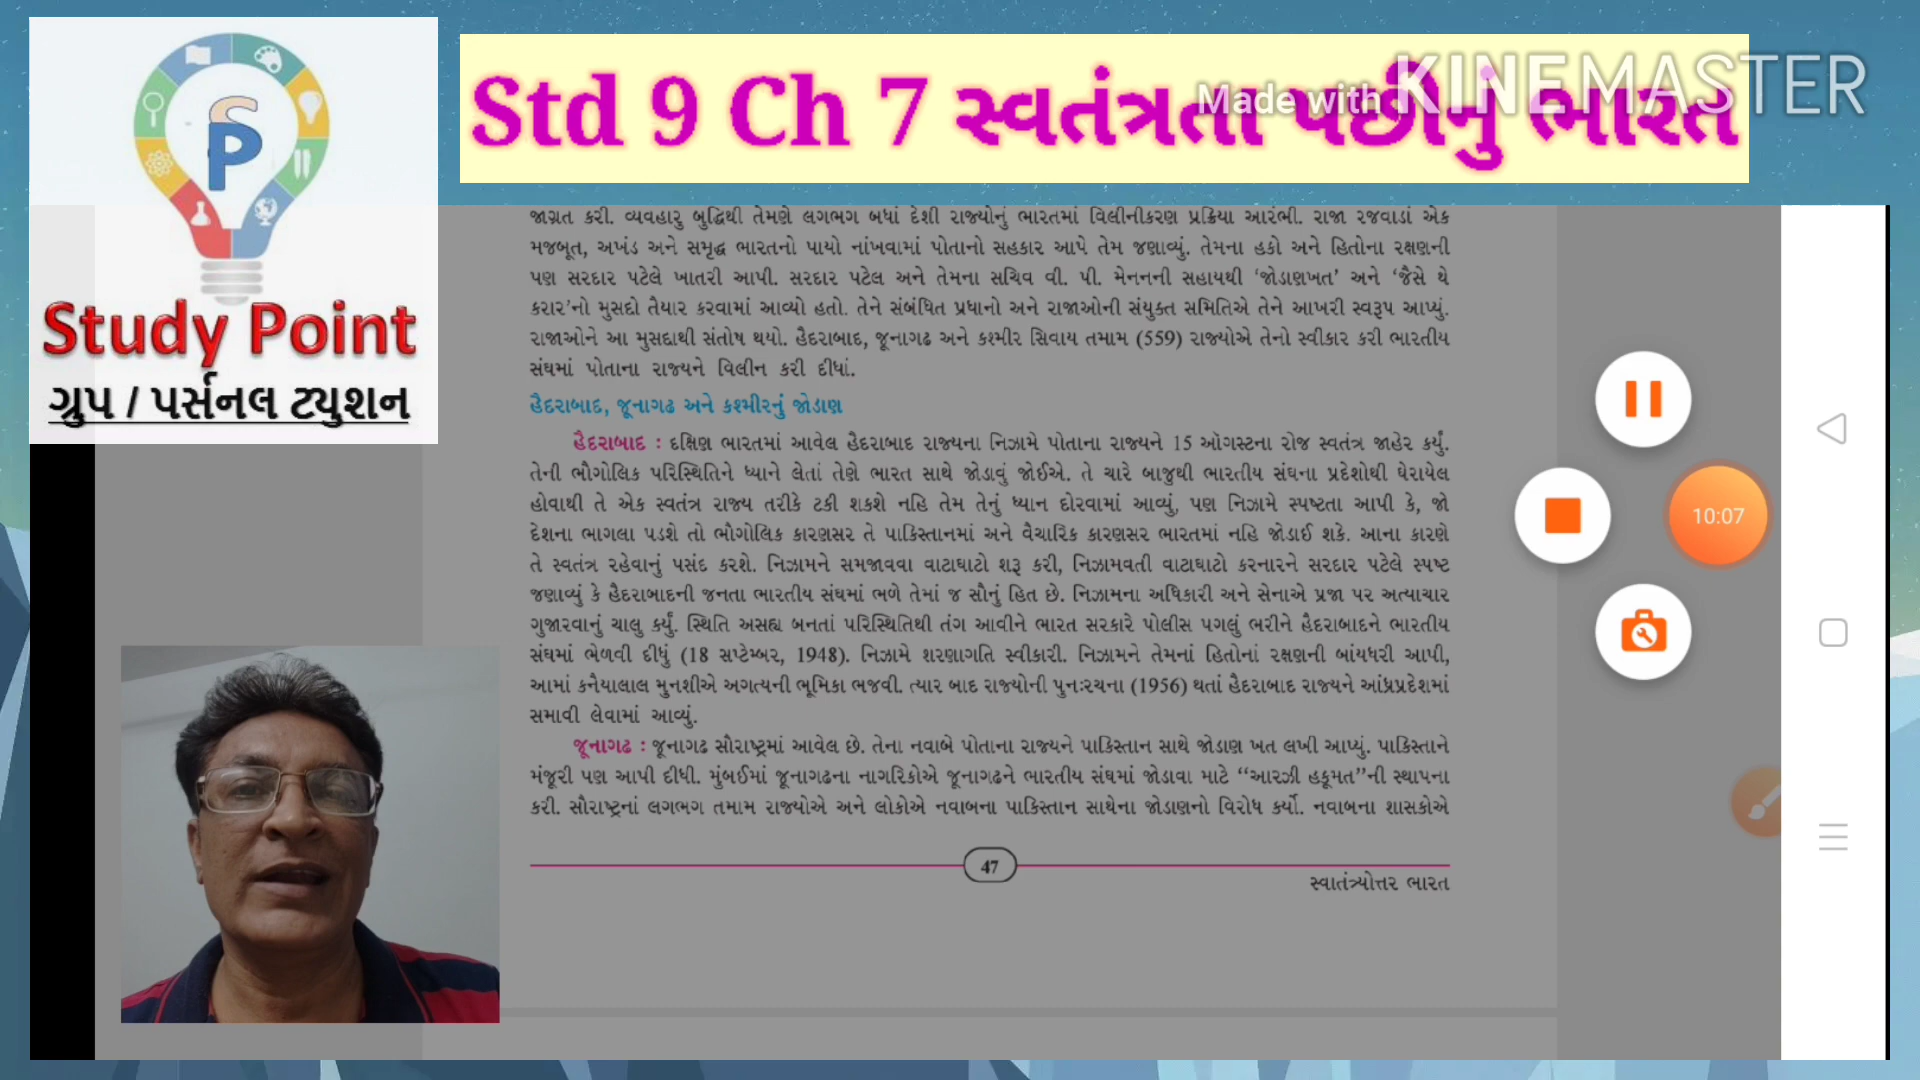 Std 9 Ch 7 સ્વતંત્રતા પછીનું ભારત
Made with KINEMASTER
SP
Study Point
ગ્રુપ / પર્સનલ ટ્યુશન
જાગ્રત કરી. વ્યવહારુ બુદ્ધિથી તેમણે લગભગ બધાં દેશી રાજ્યોનું ભારતમાં વિલીનીકરણ પ્રક્રિયા આરંભી. રાજા રજવાડાં એક
મજબૂત, અખંડ અને સમૃદ્ધ ભારતનો પાયો નાંખવામાં પોતાનો સહકાર આપે તેમ જણાવ્યું. તેમના હકો અને હિતોના રક્ષણની
પણ સરદાર પટેલે ખાતરી આપી. સરદાર પટેલ અને તેમના સચિવ વી. પી. મેનનની સહાયથી ‘જોડાણખત’ અને ‘જૈસે થે
કરાર’નો મુસદ્દો તૈયાર કરવામાં આવ્યો હતો. તેને સંબંધિત પ્રધાનો અને રાજાઓની સંયુક્ત સમિતિએ તેને આખરી સ્વરૂપ આપ્યું.
રાજાઓને આ મુસદ્દાથી સંતોષ થયો. હૈદરાબાદ, જૂનાગઢ અને કશ્મીર સિવાય તમામ (559) રાજ્યોએ તેનો સ્વીકાર કરી ભારતીય
સંઘમાં પોતાના રાજ્યને વિલીન કરી દીધાં.
હૈદરાબાદ, જૂનાગઢ અને કશ્મીરનું જોડાણ
હૈદરાબાદ : દક્ષિણ ભારતમાં આવેલ હૈદરાબાદ રાજ્યના નિઝામે પોતાના રાજ્યને 15 ઑગસ્ટના રોજ સ્વતંત્ર જાહેર કર્યું.
તેની ભૌગોલિક પરિસ્થિતિને ધ્યાને લેતાં તેણે ભારત સાથે જોડાવું જોઈએ. તે ચારે બાજુથી ભારતીય સંઘના પ્રદેશોથી ઘેરાયેલ
હોવાથી તે એક સ્વતંત્ર રાજ્ય તરીકે ટકી શકશે નહિ તેમ તેનું ધ્યાન દોરવામાં આવ્યું, પણ નિઝામે સ્પષ્ટતા આપી કે, જો
દેશના ભાગલા પડશે તો ભૌગોલિક કારણસર તે પાકિસ્તાનમાં અને વૈચારિક કારણસર ભારતમાં નહિ જોડાઈ શકે. આના કારણે
તે સ્વતંત્ર રહેવાનું પસંદ કરશે. નિઝામને સમજાવવા વાટાઘાટો શરૂ કરી, નિઝામવતી વાટાઘાટો કરનારને સરદાર પટેલે સ્પષ્ટ
જણાવ્યું કે હૈદરાબાદની જનતા ભારતીય સંઘમાં ભળે તેમાં જ સૌનું હિત છે. નિઝામના અધિકારી અને સેનાએ પ્રજા પર અત્યાચાર
ગુજારવાનું ચાલુ કર્યું. સ્થિતિ અસહ્ય બનતાં પરિસ્થિતિથી તંગ આવીને ભારત સરકારે પોલીસ પગલું ભરીને હૈદરાબાદને ભારતીય
સંઘમાં ભેળવી દીધું (18 સપ્ટેમ્બર, 1948). નિઝામે શરણાગતિ સ્વીકારી. નિઝામને તેમનાં હિતોનાં રક્ષણની બાંયધરી આપી,
આમાં કનૈયાલાલ મુનશીએ અગત્યની ભૂમિકા ભજવી. ત્યાર બાદ રાજ્યોની પુનઃરચના (1956) થતાં હૈદરાબાદ રાજ્યને આંધ્રપ્રદેશમાં
સમાવી લેવામાં આવ્યું.
જૂનાગઢ : જૂનાગઢ સૌરાષ્ટ્રમાં આવેલ છે. તેના નવાબે પોતાના રાજ્યને પાકિસ્તાન સાથે જોડાણ ખત લખી આપ્યું. પાકિસ્તાને
મંજૂરી પણ આપી દીધી. મુંબઈમાં જૂનાગઢના નાગરિકોએ જૂનાગઢને ભારતીય સંઘમાં જોડાવા માટે “આરઝી હકૂમત”ની સ્થાપના
કરી. સૌરાષ્ટ્રનાં લગભગ તમામ રાજ્યોએ અને લોકોએ નવાબના પાકિસ્તાન સાથેના જોડાણનો વિરોધ કર્યો. નવાબના શાસકોએ
47
સ્વાતંત્ર્યોત્તર ભારત
10:07